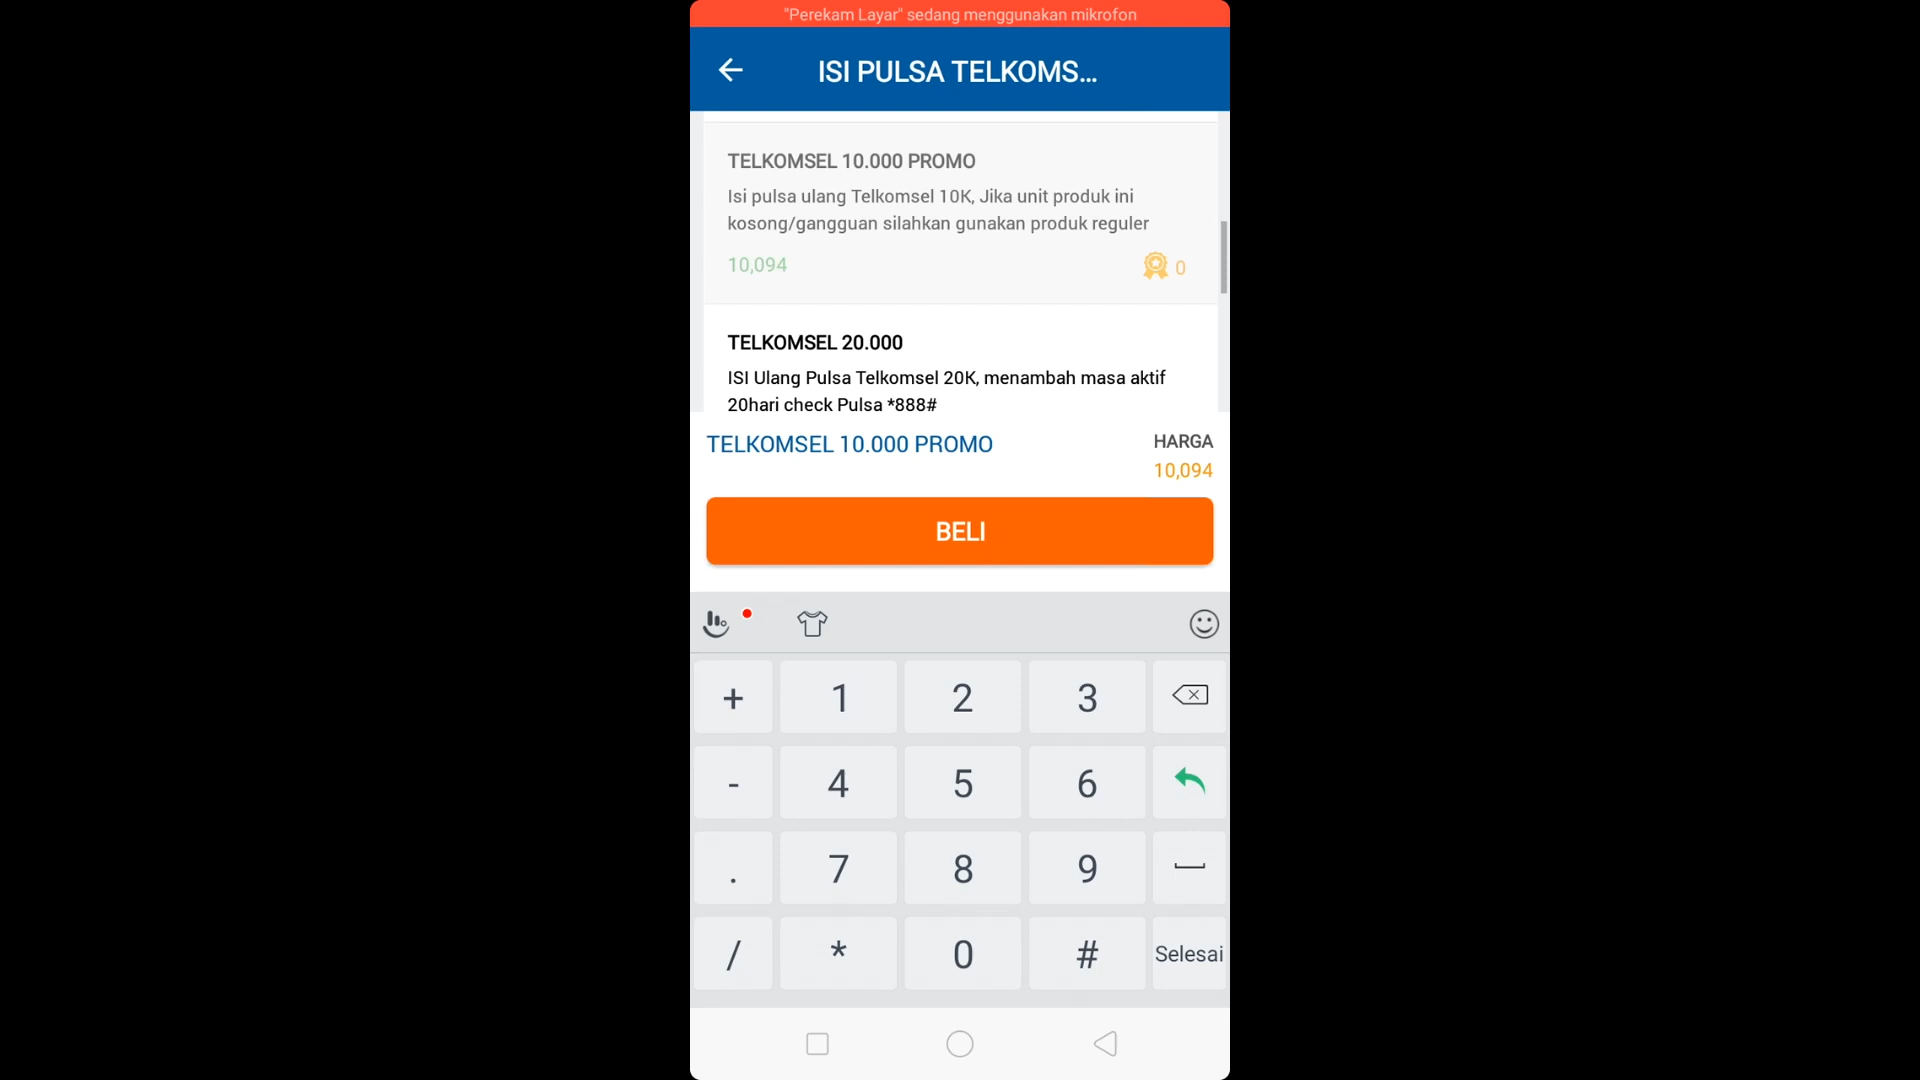 "Perekam Layar" sedang menggunakan mikrofon
ISI PULSA TELKOMS...
TELKOMSEL 10.000 PROMO
Isi pulsa ulang Telkomsel 10K, Jika unit produk ini
kosong/gangguan silahkan gunakan produk reguler
10,094
0
TELKOMSEL 20.000
ISI Ulang Pulsa Telkomsel 20K, menambah masa aktif
20hari check Pulsa *888#
TELKOMSEL 10.000 PROMO
HARGA
10,094
BELI
+ 1 2 3
- 4 5 6
. 7 8 9
/ * 0 # Selesai